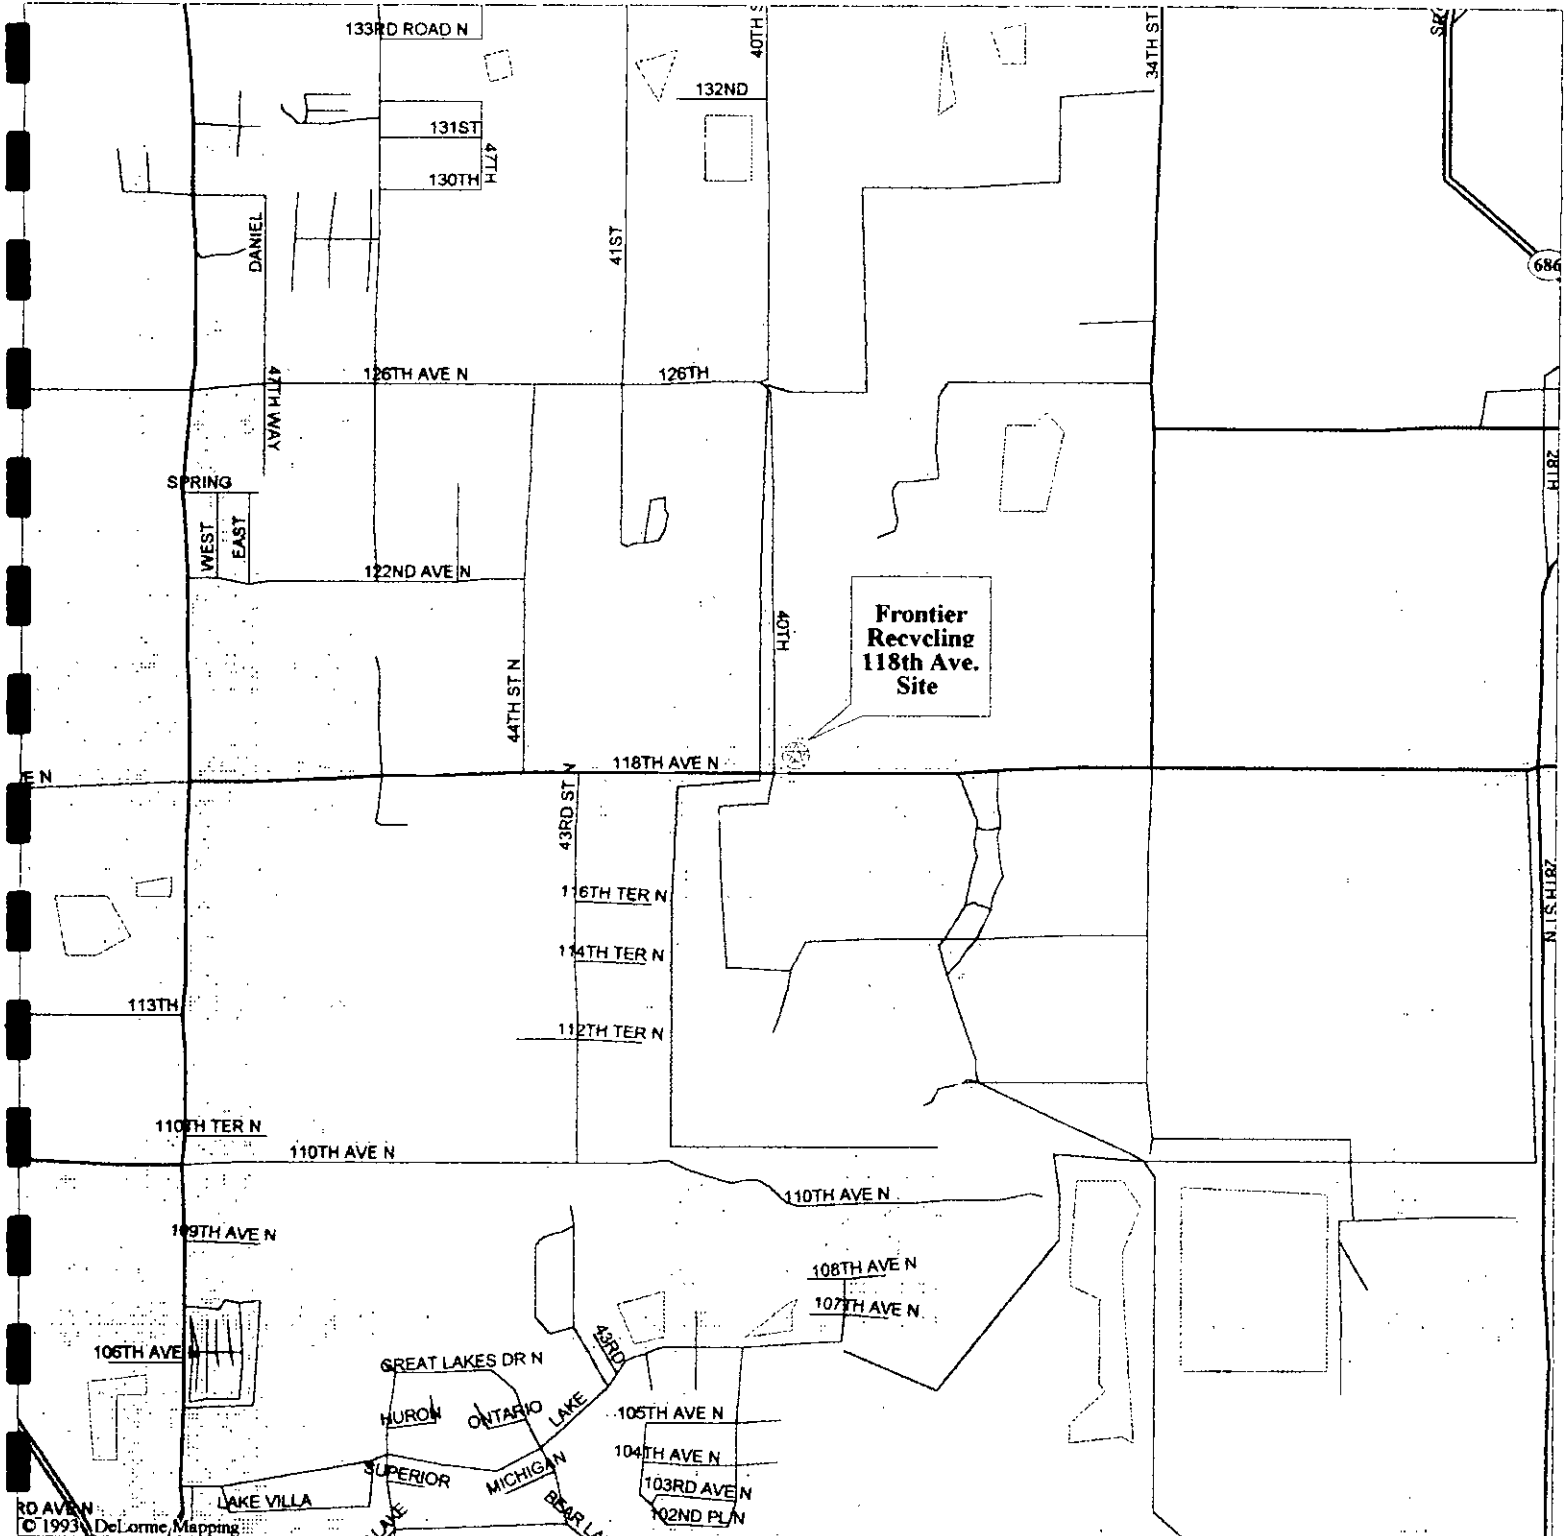 133RD ROAD N
40TH S
34TH ST
132ND
131ST
47TH
130TH
DANIEL
41ST
686
126TH AVE N
126TH
47TH WAY
28TH
SPRING
WEST
EAST
122ND AVE N
40TH
Frontier
Recycling
118th Ave.
Site
44TH ST N
118TH AVE N
E N
43RD ST N
116TH TER N
28TH ST N
114TH TER N
113TH
112TH TER N
110TH TER N
110TH AVE N
110TH AVE N
109TH AVE N
108TH AVE N
107TH AVE N
43RD
106TH AVE N
GREAT LAKES DR N
HURON
ONTARIO
LAKE
105TH AVE N
104TH AVE N
SUPERIOR
MICHIGAN
103RD AVE N
LAKE VILLA
BEAR LA
102ND PL N
LAKE
RD AVE N
© 1993 DeLorme Mapping